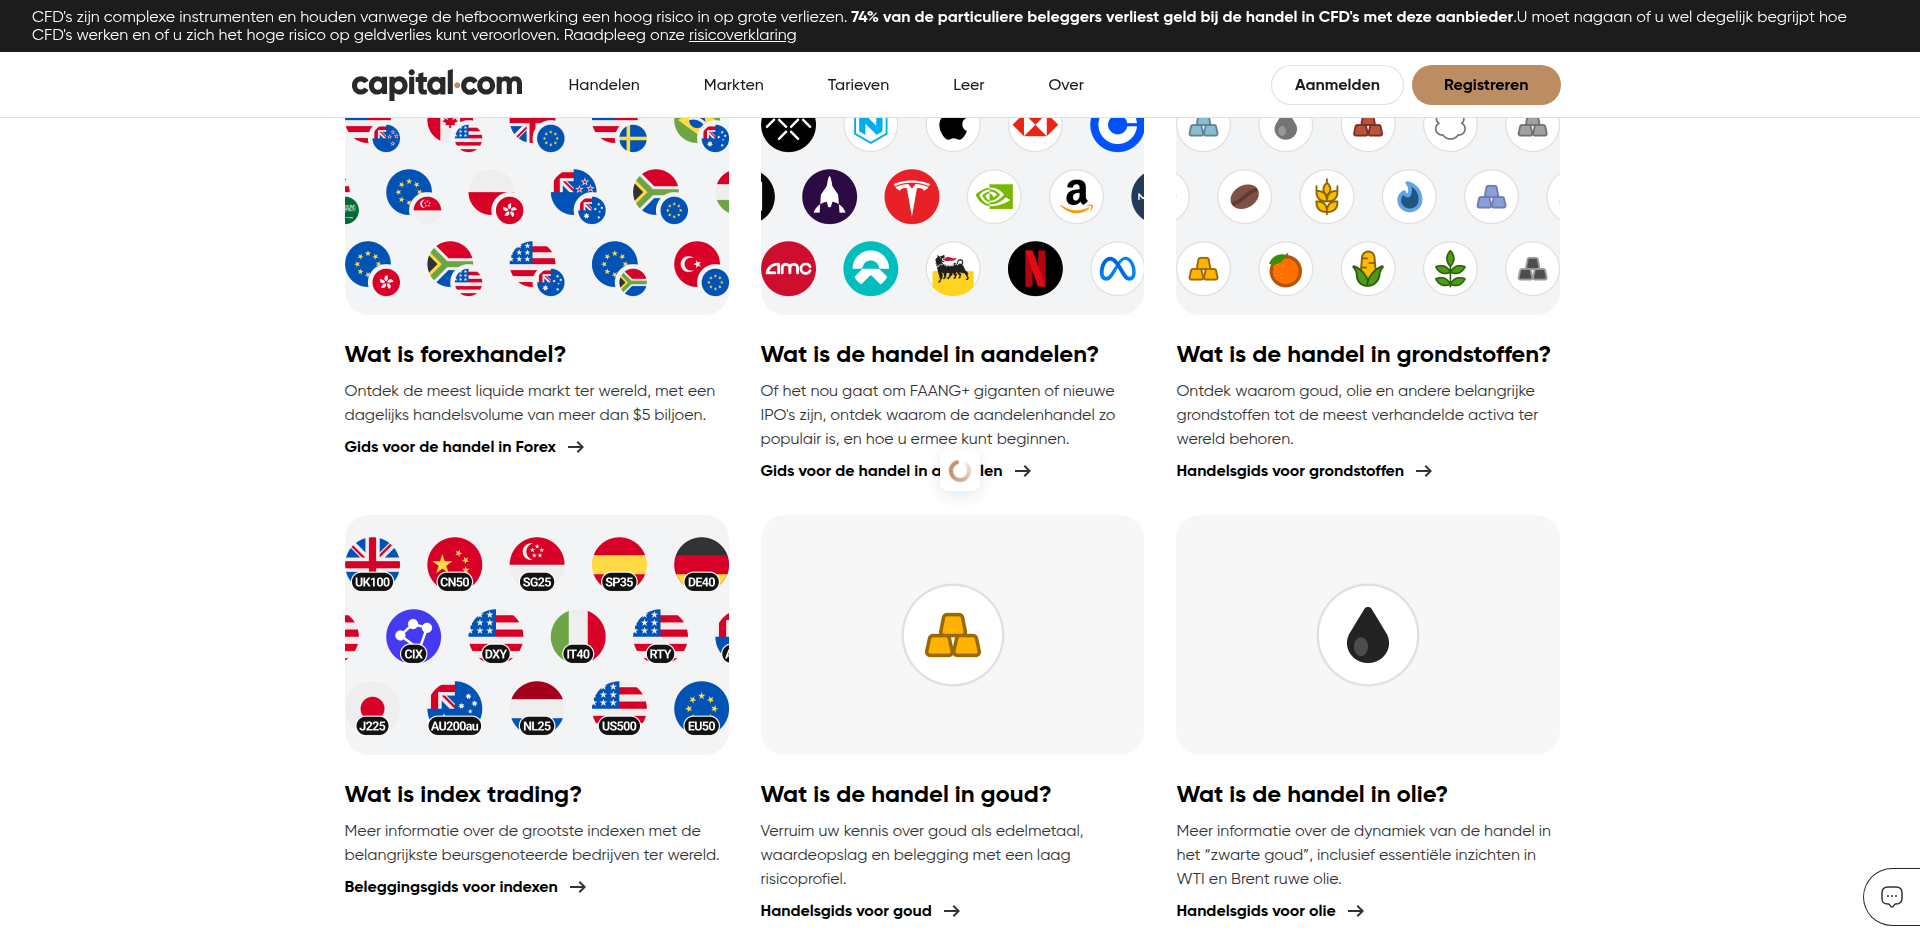 CFD's zijn complexe instrumenten en houden vanwege de hefboomwerking een hoog risico in op grote verliezen. 74% van de particuliere beleggers verliest geld bij de handel in CFD's met deze aanbieder.U moet nagaan of u wel degelijk begrijpt hoe
CFD's werken en of u zich het hoge risico op geldverlies kunt veroorloven. Raadpleeg onze risicoverklaring
capital.com
Handelen
Markten
Tarieven
Leer
Over
Aanmelden
Registreren
amc
Wat is forexhandel?
Ontdek de meest liquide markt ter wereld, met een
dagelijks handelsvolume van meer dan $5 biljoen.
Gids voor de handel in Forex
Wat is de handel in aandelen?
Of het nou gaat om FAANG+ giganten of nieuwe
IPO's zijn, ontdek waarom de aandelenhandel zo
populair is, en hoe u ermee kunt beginnen.
Gids voor de handel in a len
Wat is de handel in grondstoffen?
Ontdek waarom goud, olie en andere belangrijke
grondstoffen tot de meest verhandelde activa ter
wereld behoren.
Handelsgids voor grondstoffen
UK100
CN50
SG25
SP35
DE40
CIX
DXY
IT40
RTY
J225
AU200au
NL25
US500
EU50
Wat is index trading?
Meer informatie over de grootste indexen met de
belangrijkste beursgenoteerde bedrijven ter wereld.
Beleggingsgids voor indexen
Wat is de handel in goud?
Verruim uw kennis over goud als edelmetaal,
waardeopslag en belegging met een laag
risicoprofiel.
Handelsgids voor goud
Wat is de handel in olie?
Meer informatie over de dynamiek van de handel in
het “zwarte goud”, inclusief essentiële inzichten in
WTI en Brent ruwe olie.
Handelsgids voor olie